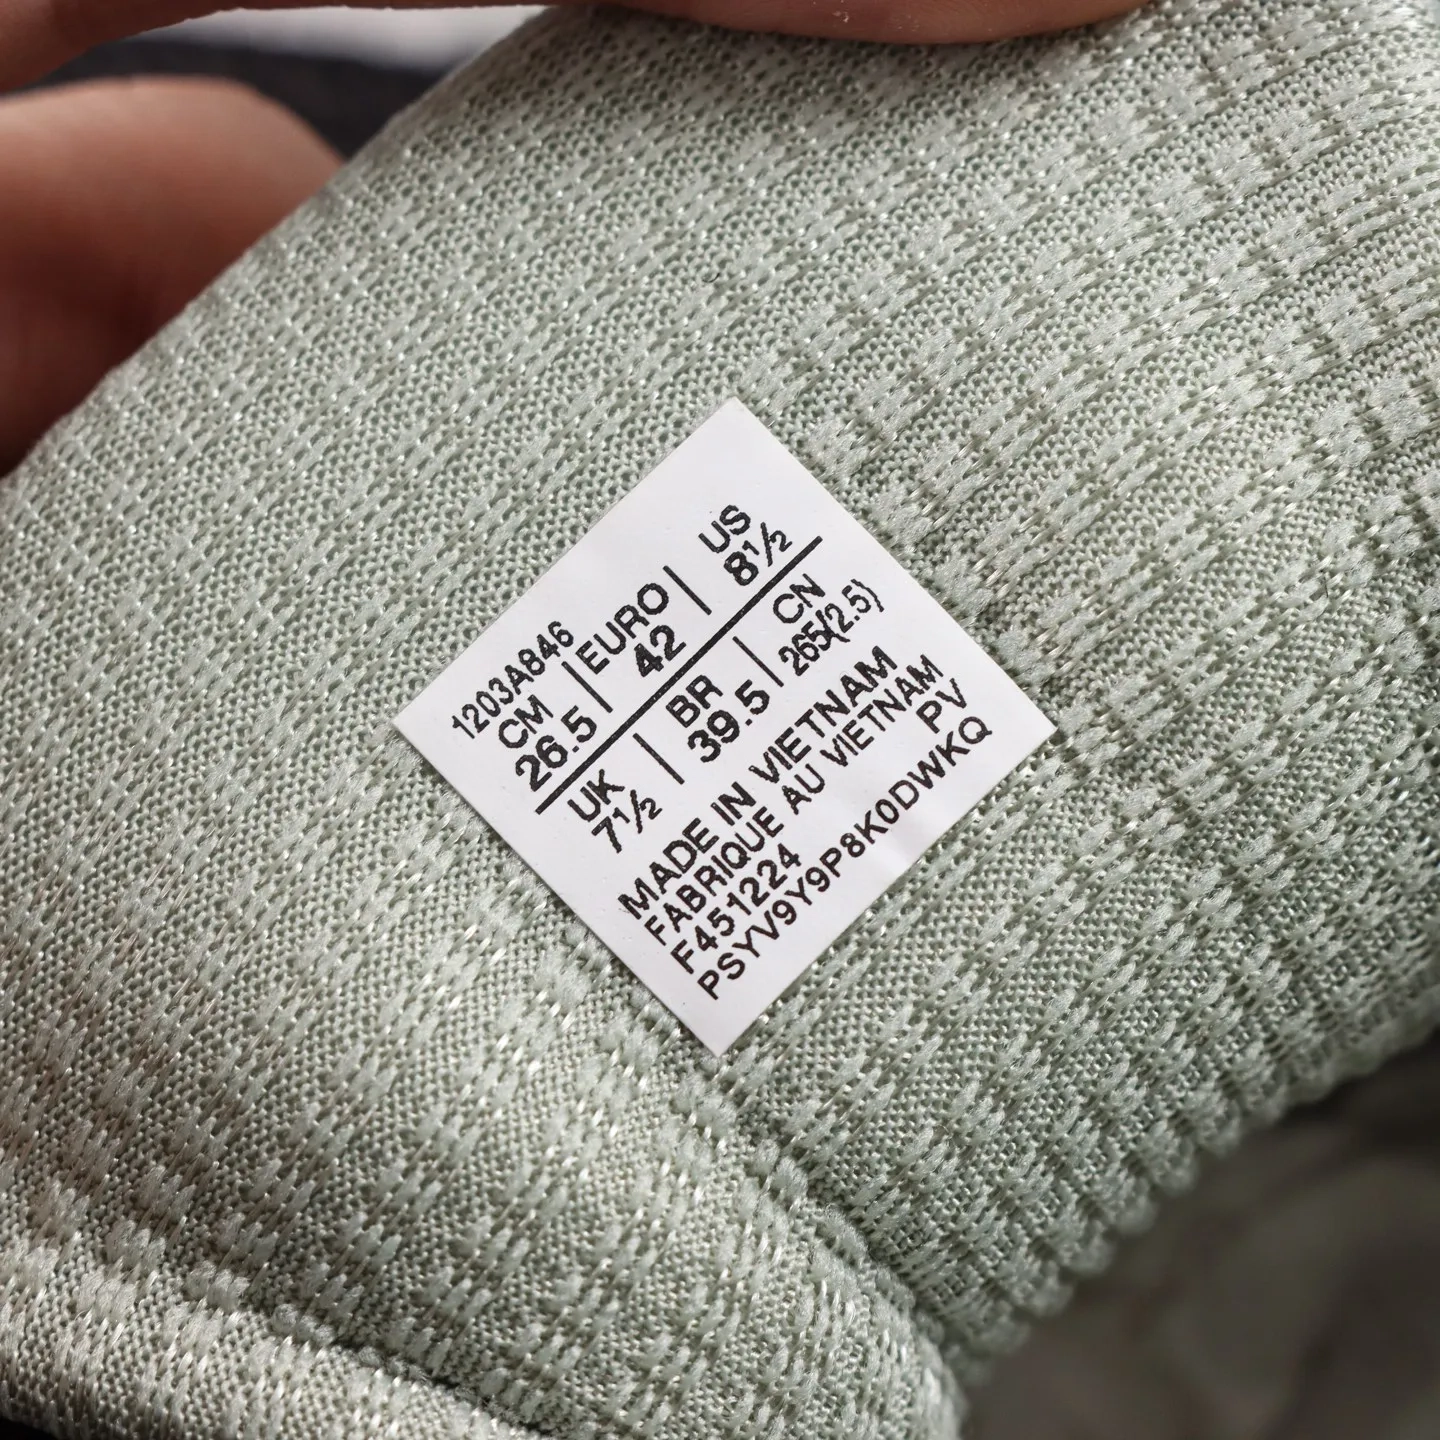 1203A846
CM | EURO | US
26.5 | 42 | 8½
UK | BR | CN
7½ | 39.5 | 265(2.5)
MADE IN VIETNAM
FABRIQUE AU VIETNAM
F451224 PV
PSYV9Y9P8K0DWKQ